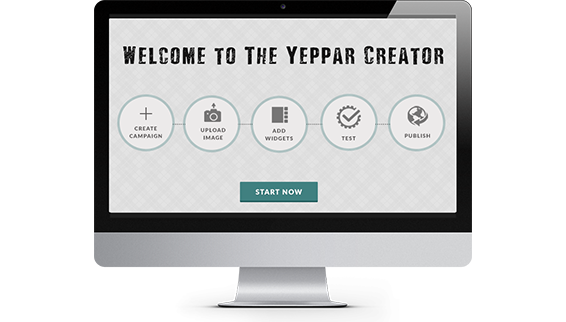 Welcome to The Yeppar Creator
CREATE
CAMPAIGN
UPLOAD
IMAGE
ADD
WIDGETS
TEST
PUBLISH
START NOW